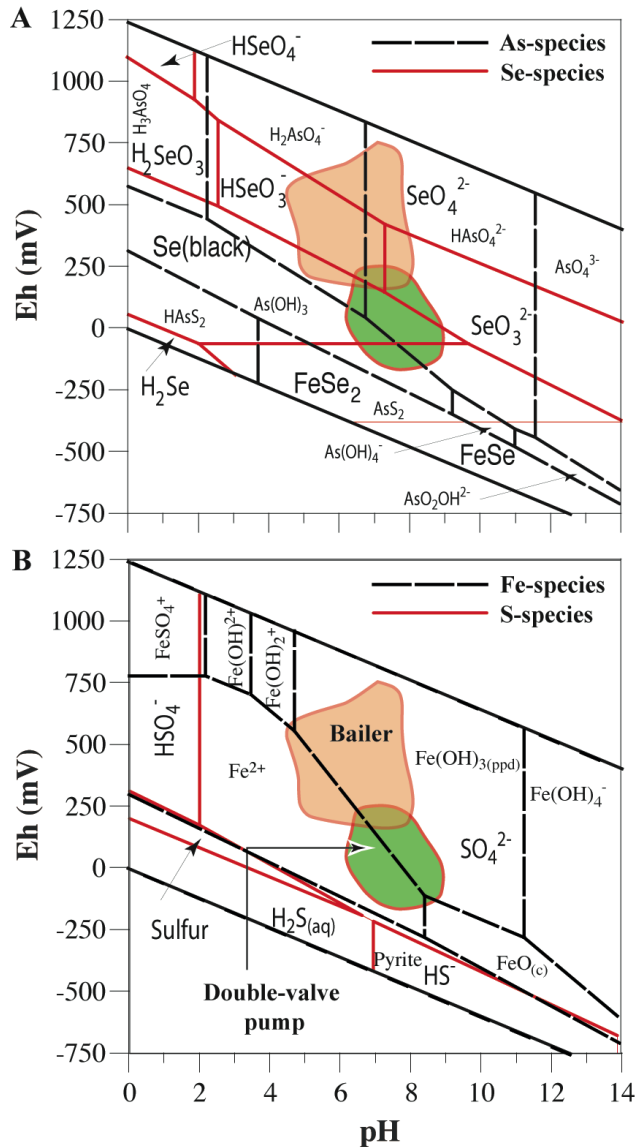 A
1250
1000
750
500
250
0
-250
-500
-750
Eh (mV)
HSeO₄⁻
As-species
Se-species
H₃AsO₄
H₂AsO₄⁻
H₂SeO₃
HSeO₃⁻
SeO₄²⁻
HAsO₄²⁻
AsO₄³⁻
Se(black)
As(OH)₃
SeO₃²⁻
HAsS₂
H₂Se
FeSe₂
AsS₂
As(OH)₄⁻
FeSe
AsO₂OH²⁻
B
1250
1000
750
500
250
0
-250
-500
-750
Eh (mV)
Fe-species
S-species
FeSO₄⁺
Fe(OH)²⁺
Fe(OH)₂⁺
Bailer
HSO₄⁻
Fe²⁺
Fe(OH)₃₍ppd₎
Fe(OH)₄⁻
SO₄²⁻
Sulfur
H₂S(aq)
Pyrite
HS⁻
FeO(c)
Double-valve
pump
0 2 4 6 8 10 12 14
pH